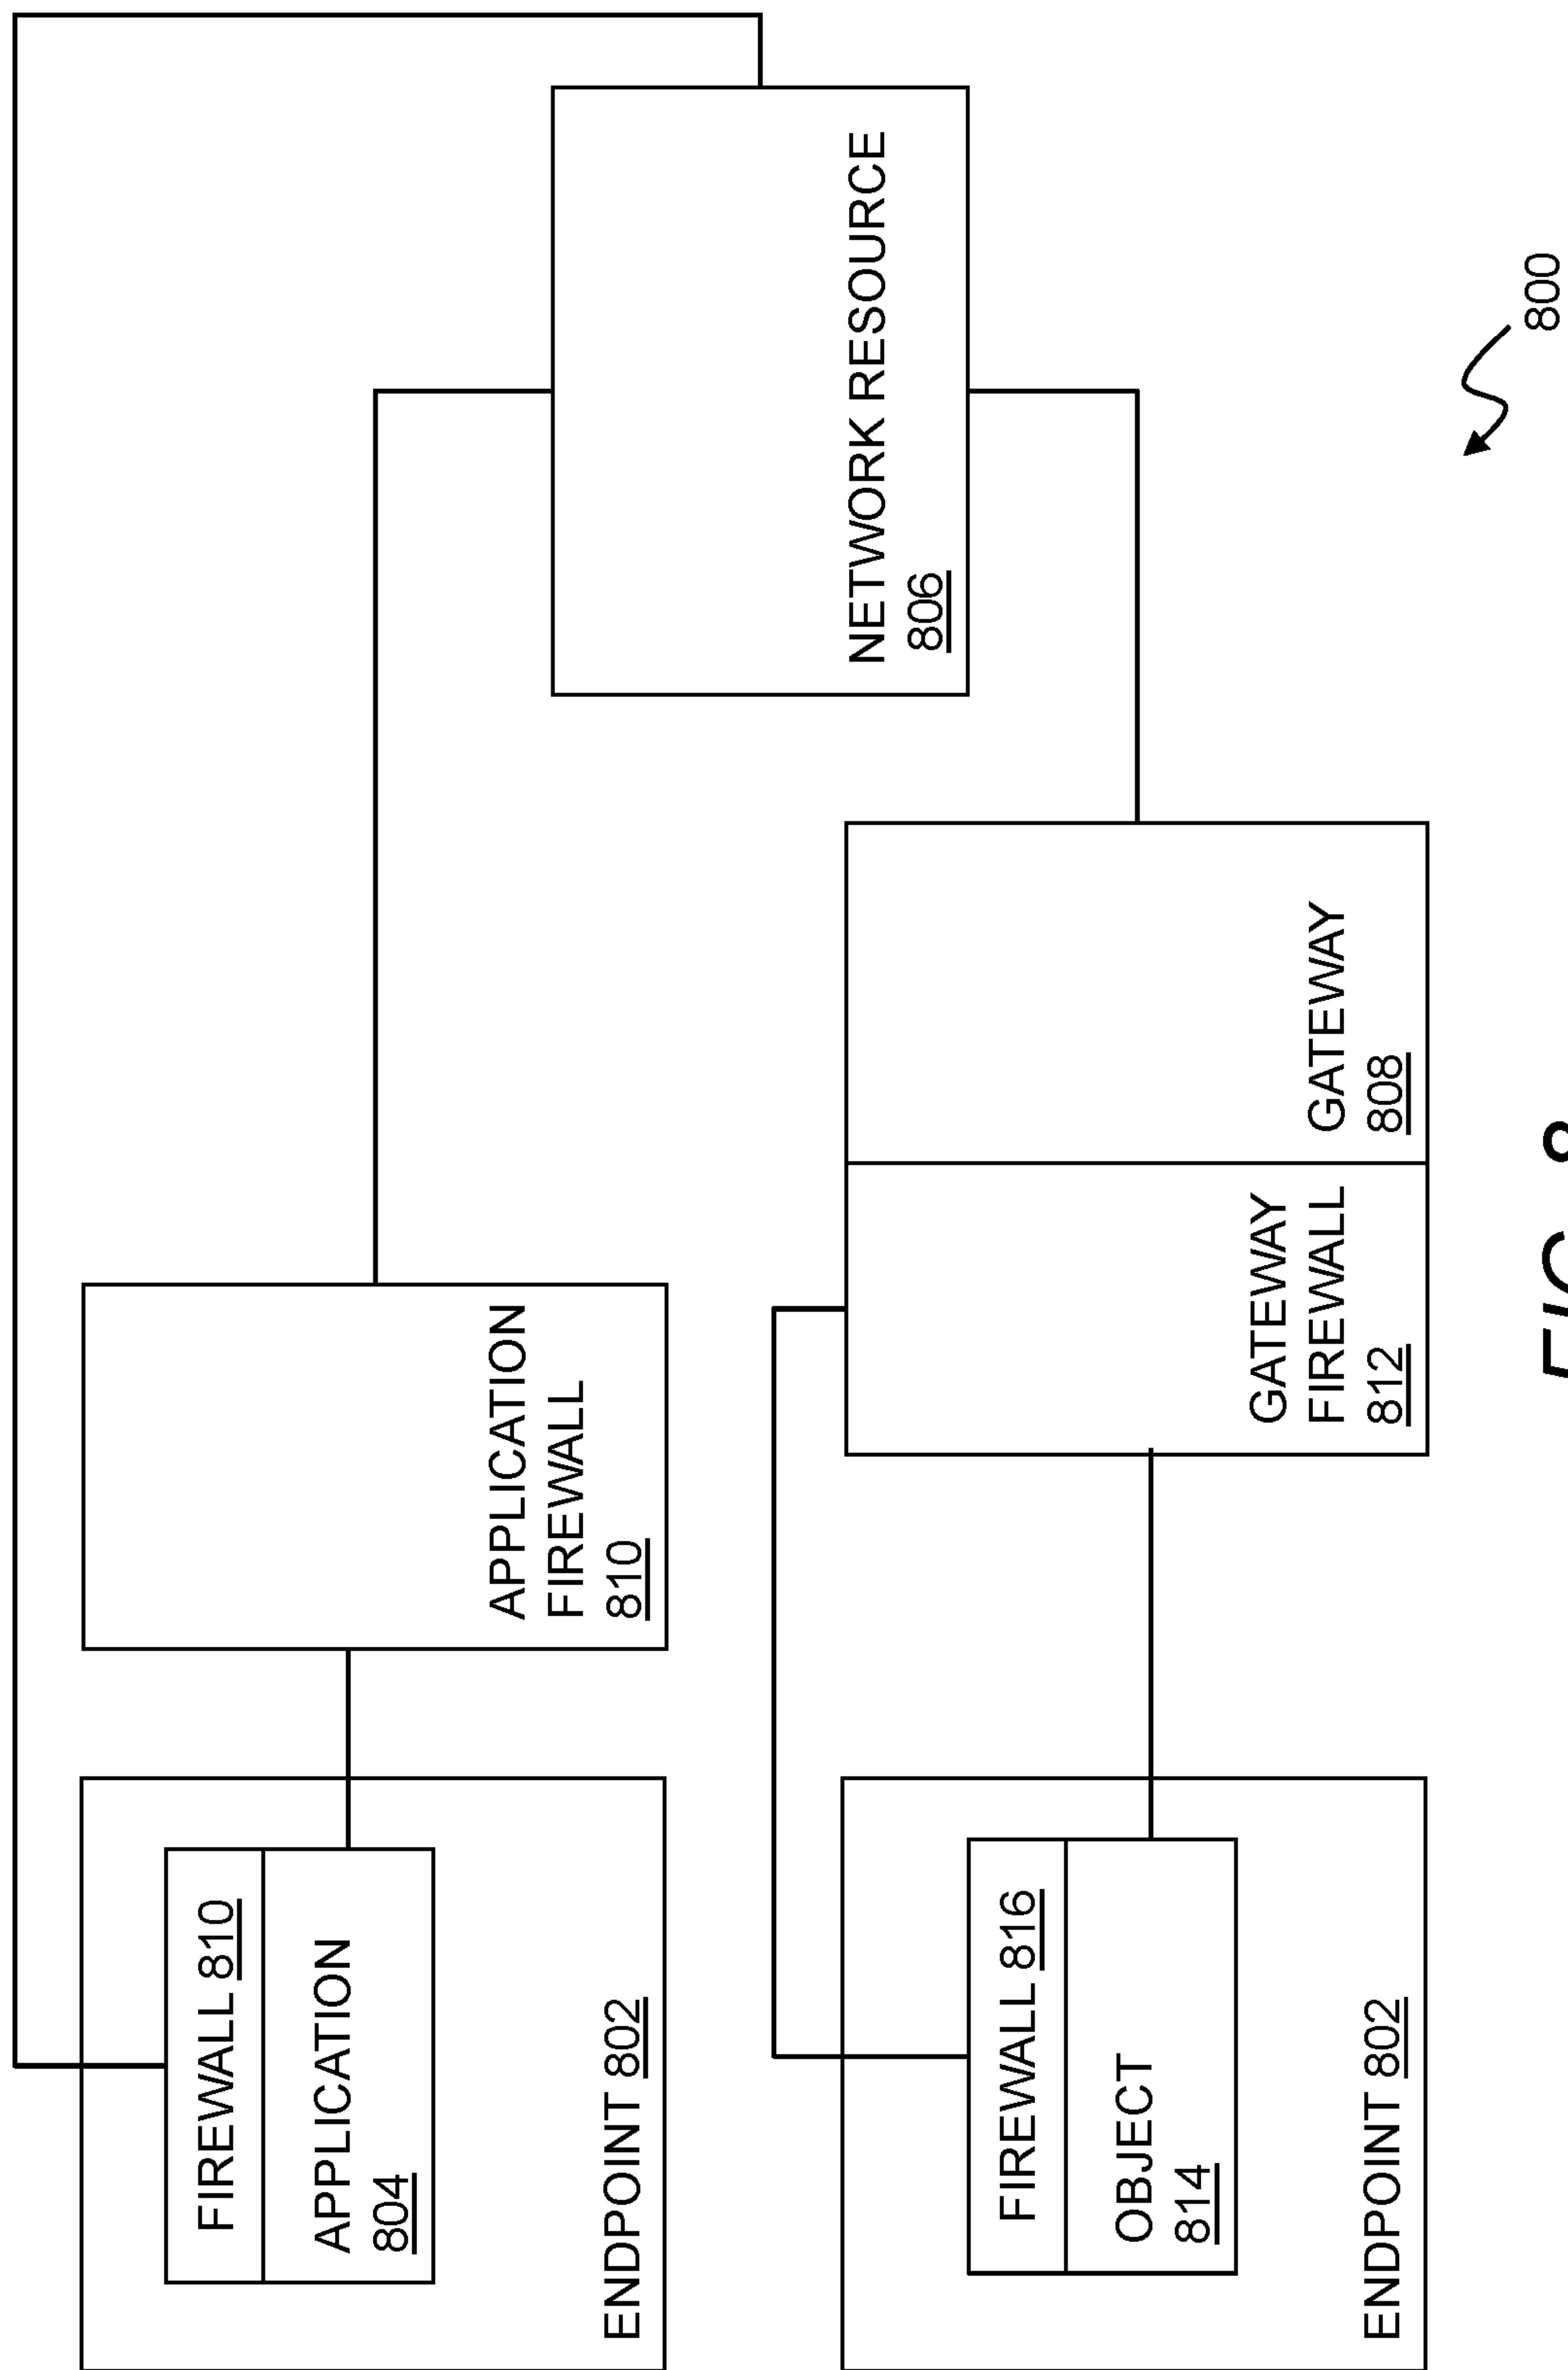 FIREWALL 810
APPLICATION
804
ENDPOINT 802
APPLICATION
FIREWALL
810
NETWORK RESOURCE
806
FIREWALL 816
OBJECT
814
ENDPOINT 802
GATEWAY
FIREWALL
812
GATEWAY
808
800